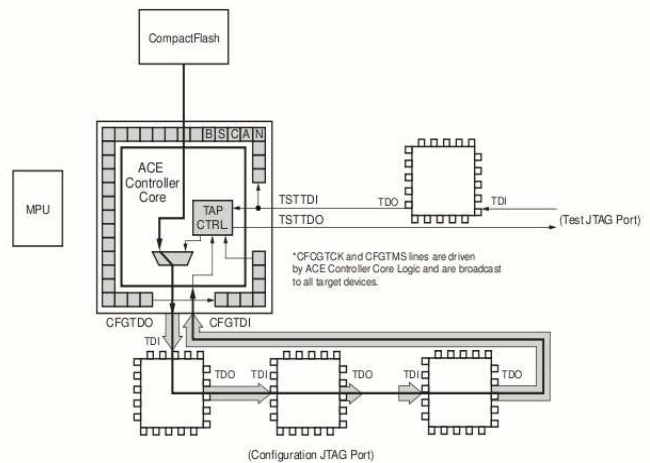 CompactFlash
B S C A N
ACE
Controller
Core
MPU
TAP
CTRL
TSTTDI
TDO
TDI
TSTTDO
(Test JTAG Port)
*CFCGTCK and CFGTMS lines are driven
by ACE Controller Core Logic and are broadcast
to all target devices.
CFGTDO
CFGTDI
TDI
TDO
TDI
TDO
TDI
TDO
(Configuration JTAG Port)